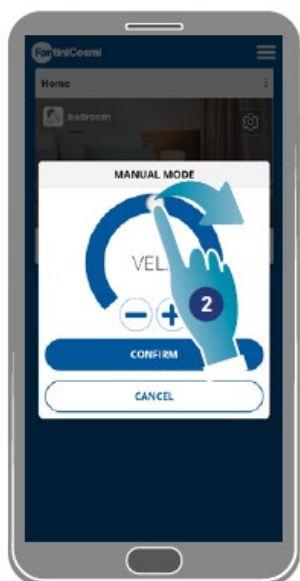 FantiniCosmi
Home
bedroom
MANUAL MODE
VEL.
2
CONFIRM
CANCEL